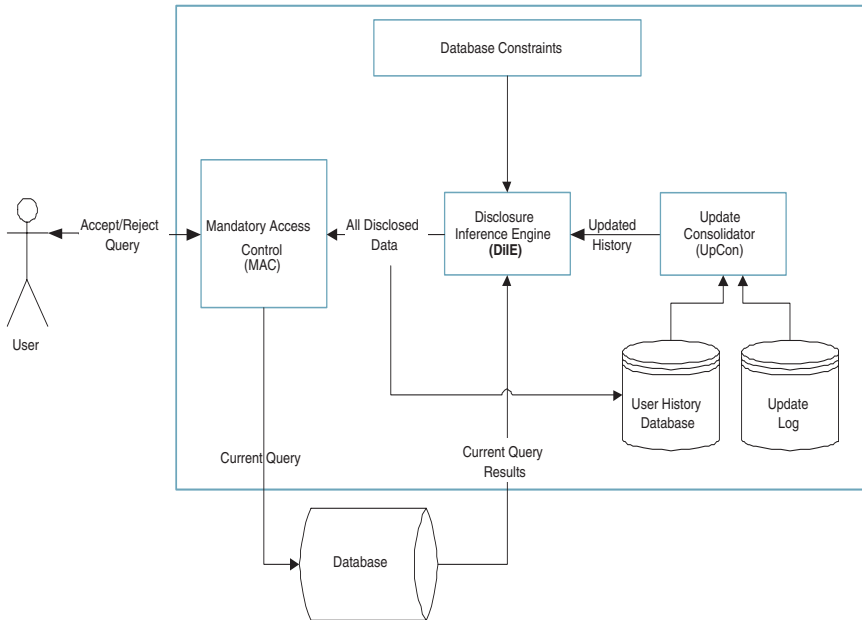 Database Constraints
Accept/Reject
Query
Mandatory Access
Control
(MAC)
All Disclosed
Data
Disclosure
Inference Engine
(DiIE)
Updated
History
Update
Consolidator
(UpCon)
User
User History
Database
Update
Log
Current Query
Current Query
Results
Database